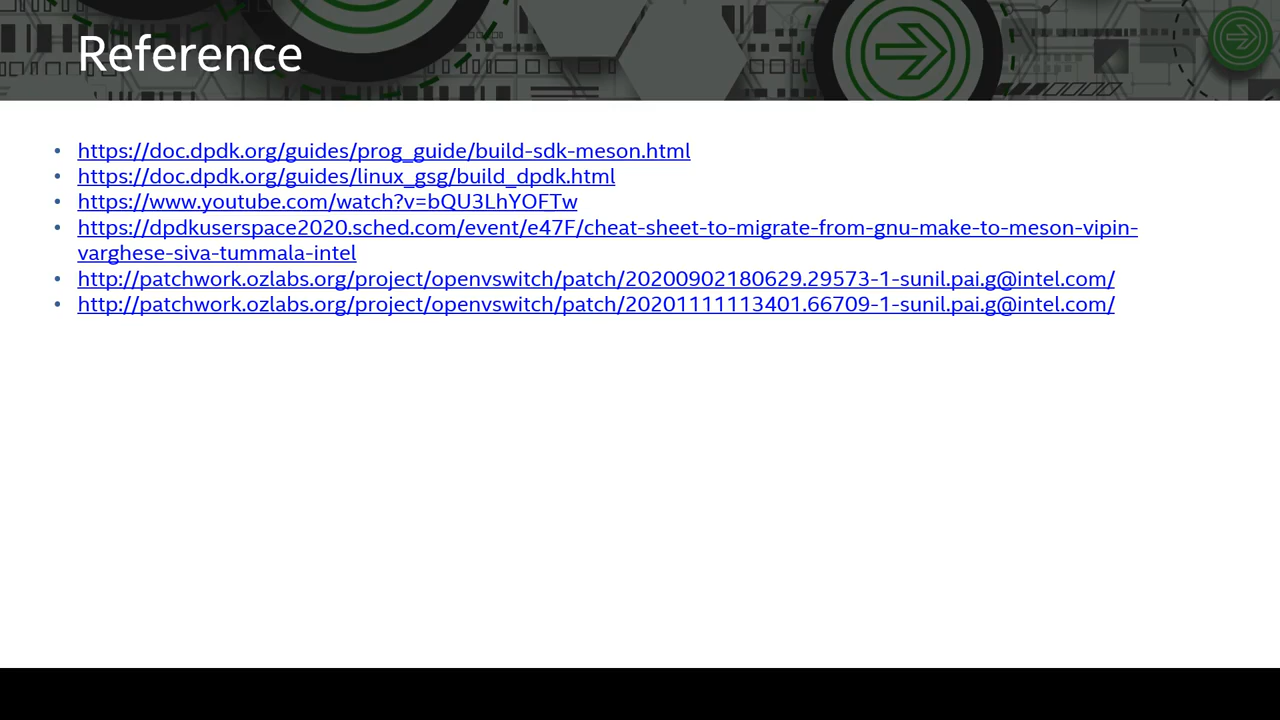 Reference
• https://doc.dpdk.org/guides/prog_guide/build-sdk-meson.html
• https://doc.dpdk.org/guides/linux_gsg/build_dpdk.html
• https://www.youtube.com/watch?v=bQU3LhYOFTw
• https://dpdkuserspace2020.sched.com/event/e47F/cheat-sheet-to-migrate-from-gnu-make-to-meson-vipin-
varghese-siva-tummala-intel
• http://patchwork.ozlabs.org/project/openvswitch/patch/20200902180629.29573-1-sunil.pai.g@intel.com/
• http://patchwork.ozlabs.org/project/openvswitch/patch/20201111113401.66709-1-sunil.pai.g@intel.com/